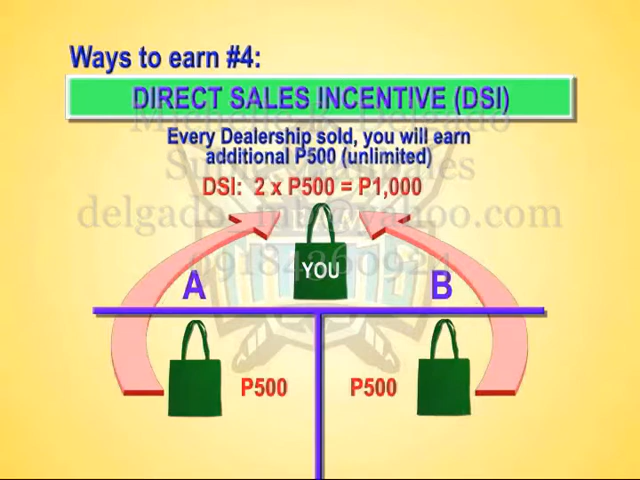 Ways to earn #4:
DIRECT SALES INCENTIVE (DSI)
Every Dealership sold, you will earn
additional P500 (unlimited)
DSI: 2 x P500 = P1,000
YOU
A
B
P500
P500
Delgado